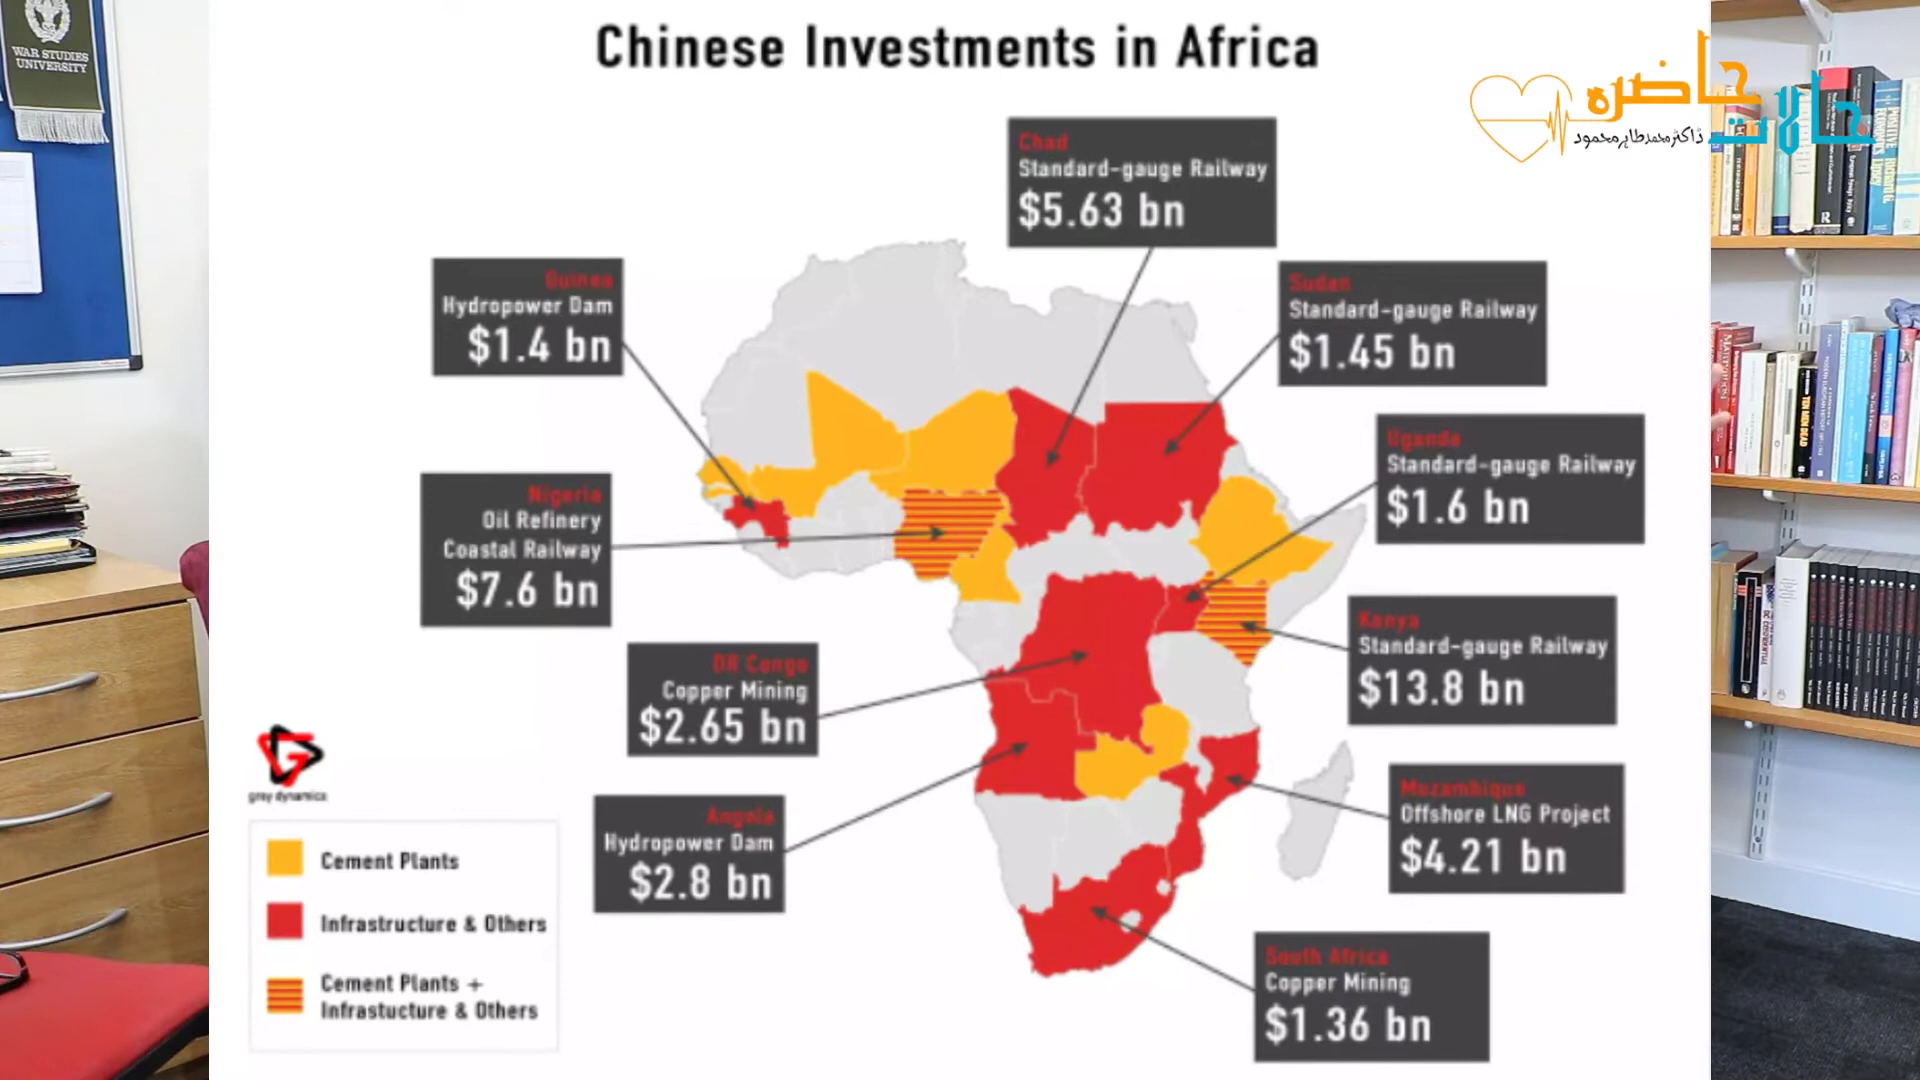 Chinese Investments in Africa
حالات حاضرہ
ڈاکٹر محمد طاہر محمود
WAR STUDIES
UNIVERSITY
Chad
Standard-gauge Railway
$5.63 bn
Guinea
Hydropower Dam
$1.4 bn
Sudan
Standard-gauge Railway
$1.45 bn
Uganda
Standard-gauge Railway
$1.6 bn
Nigeria
Oil Refinery
Coastal Railway
$7.6 bn
Kenya
Standard-gauge Railway
$13.8 bn
DR Congo
Copper Mining
$2.65 bn
Angola
Hydropower Dam
$2.8 bn
Mozambique
Offshore LNG Project
$4.21 bn
South Africa
Copper Mining
$1.36 bn
grey dynamics
Cement Plants
Infrastructure & Others
Cement Plants +
Infrastucture & Others
TEN MEN DEAD